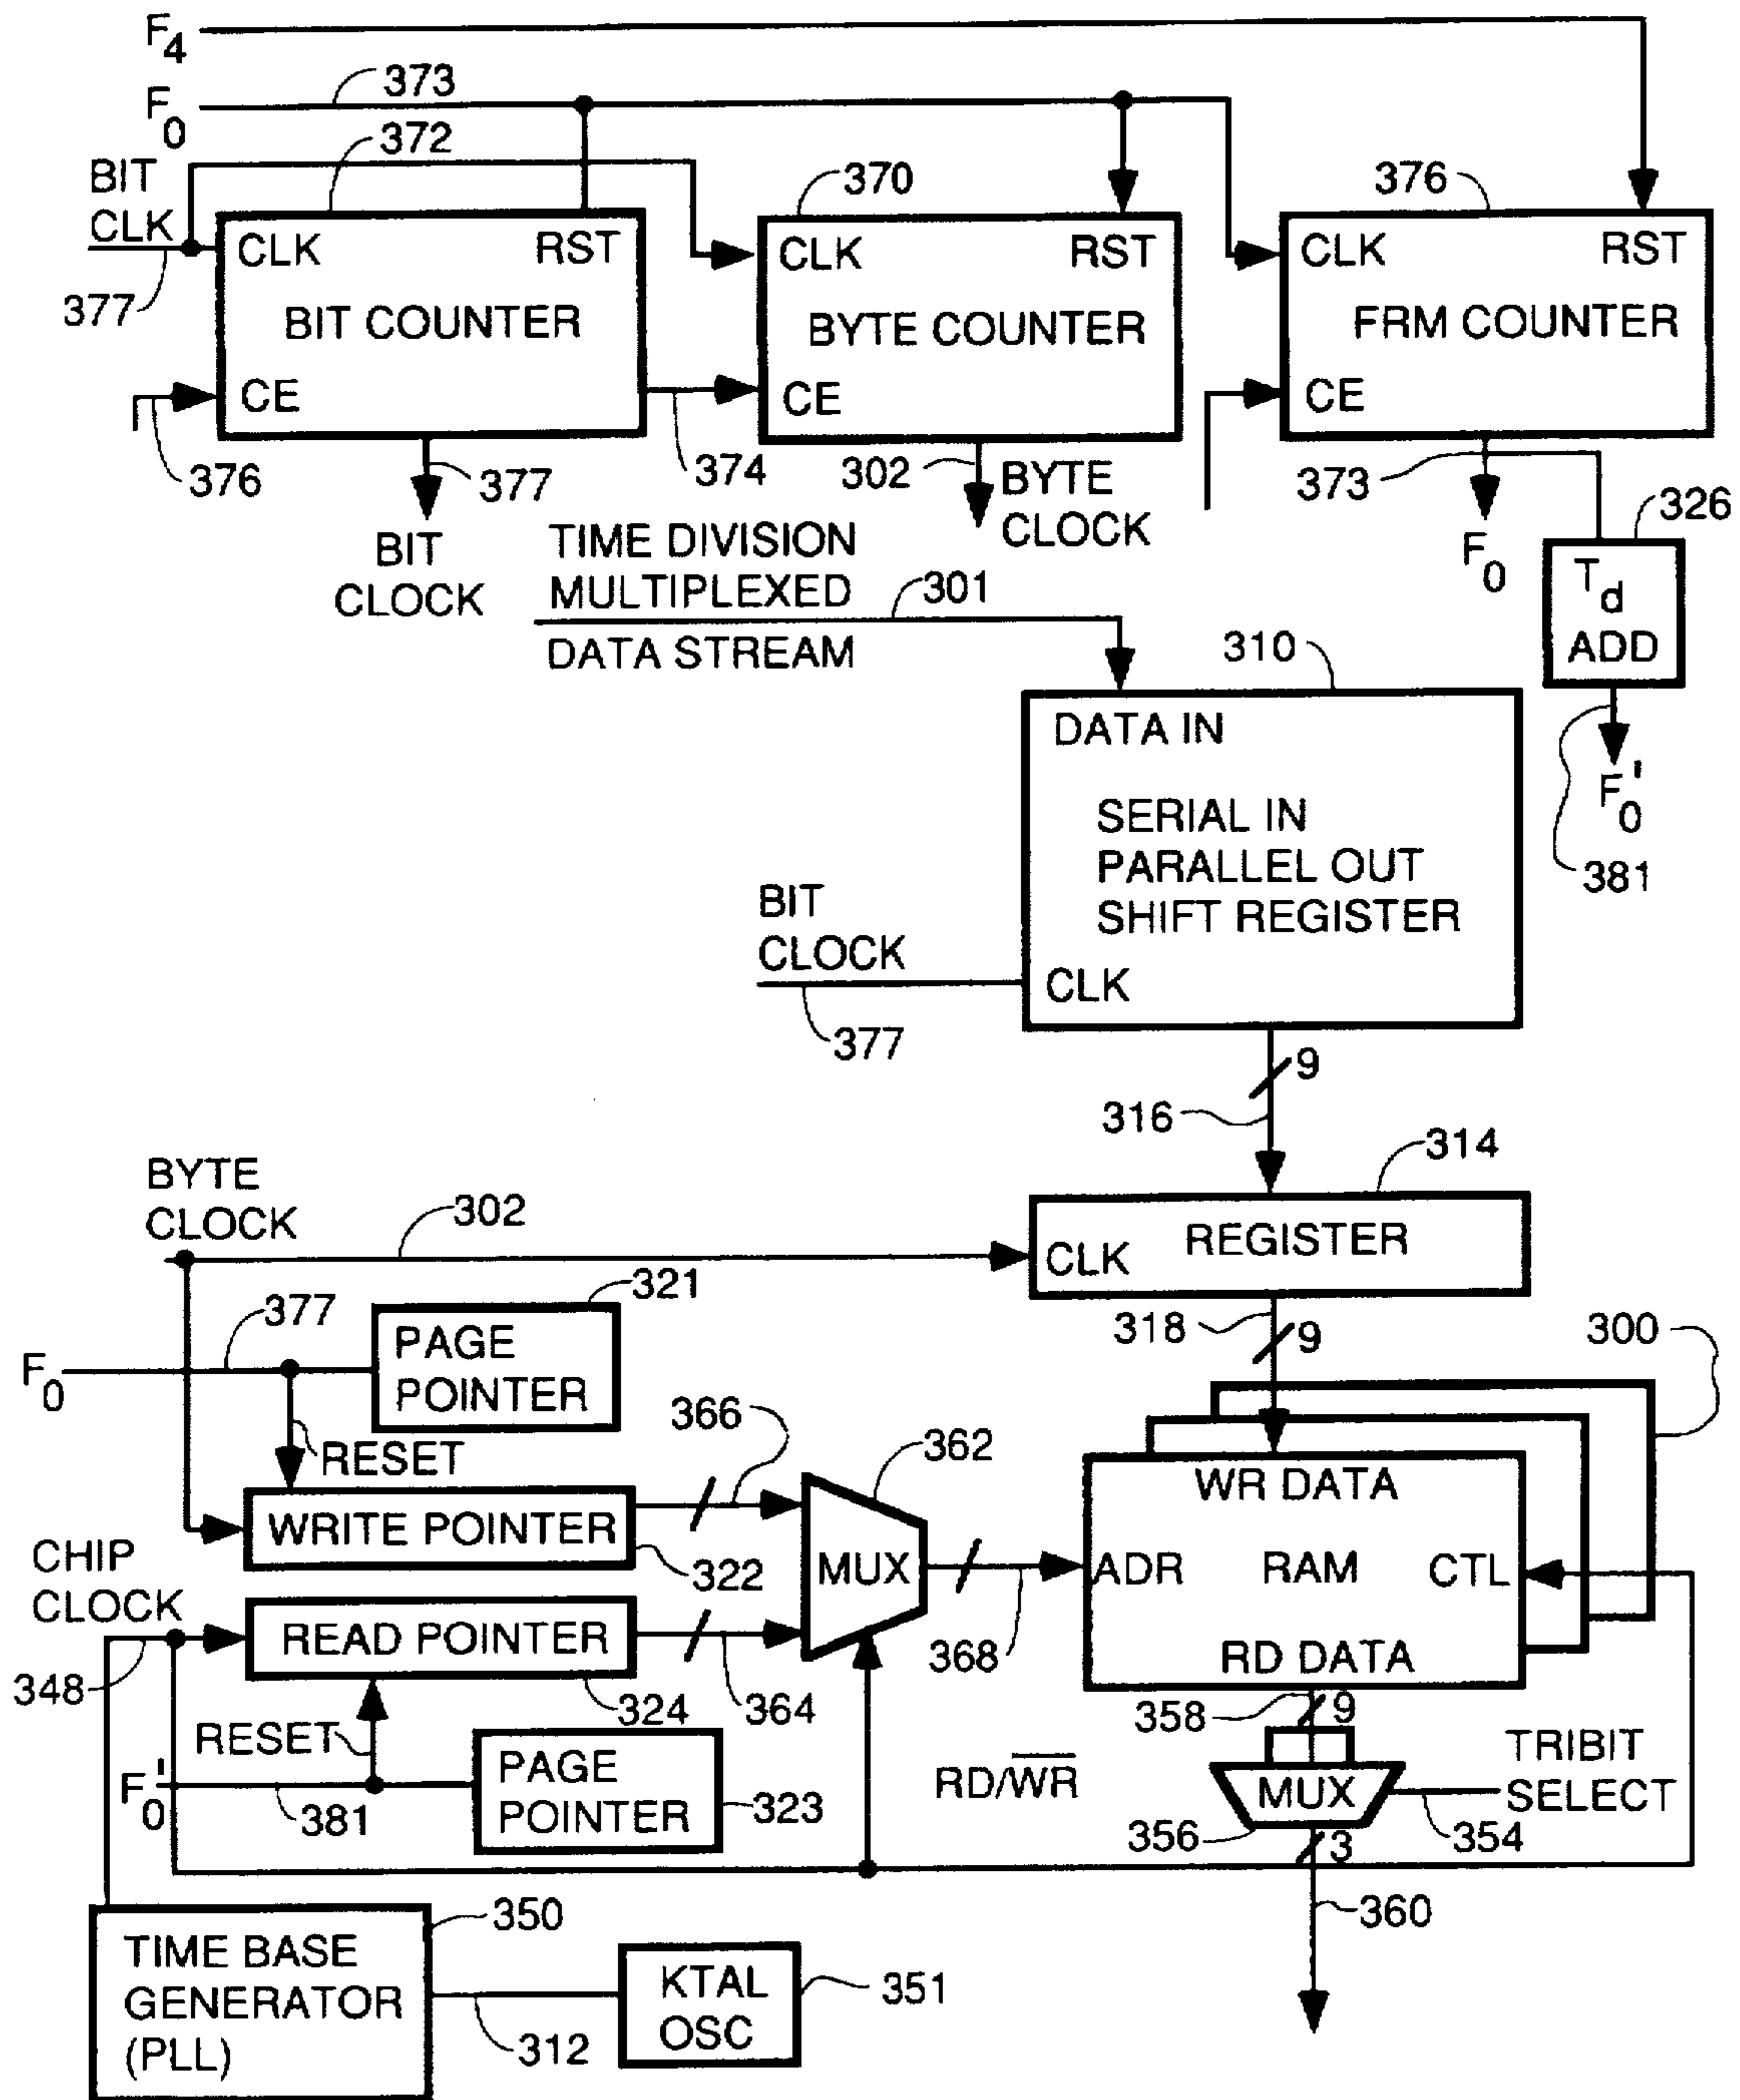 F4
F0
373
372
BIT
CLK
370
376
CLK
RST
CLK
RST
CLK
RST
377
BIT COUNTER
BYTE COUNTER
FRM COUNTER
CE
CE
CE
376
377
374
302
BYTE
CLOCK
373
326
BIT
CLOCK
TIME DIVISION
MULTIPLEXED
DATA STREAM
301
F0
Td
ADD
310
DATA IN
F0'
381
SERIAL IN
PARALLEL OUT
SHIFT REGISTER
BIT
CLOCK
CLK
377
9
316
314
BYTE
CLOCK
302
REGISTER
CLK
321
377
318
9
300
F0
PAGE
POINTER
366
362
RESET
WR DATA
WRITE POINTER
CHIP
CLOCK
322
MUX
ADR
RAM
CTL
READ POINTER
368
RD DATA
348
324
364
358
9
RESET
PAGE
POINTER
RD/WR
TRIBIT
SELECT
MUX
F0'
381
323
356
354
3
350
360
TIME BASE
GENERATOR
(PLL)
KTAL
OSC
351
312